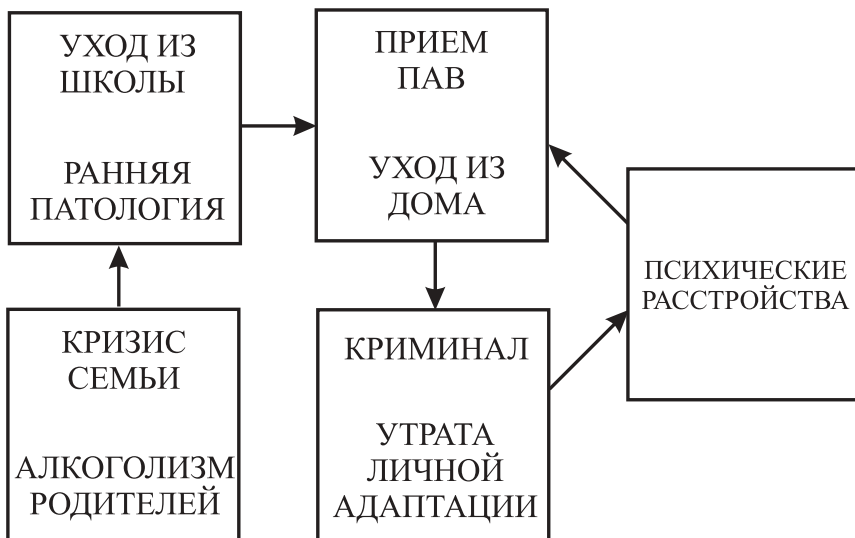 УХОД ИЗ
ШКОЛЫ
РАННЯЯ
ПАТОЛОГИЯ
ПРИЕМ
ПАВ
УХОД ИЗ
ДОМА
ПСИХИЧЕСКИЕ
РАССТРОЙСТВА
КРИЗИС
СЕМЬИ
АЛКОГОЛИЗМ
РОДИТЕЛЕЙ
КРИМИНАЛ
УТРАТА
ЛИЧНОЙ
АДАПТАЦИИ